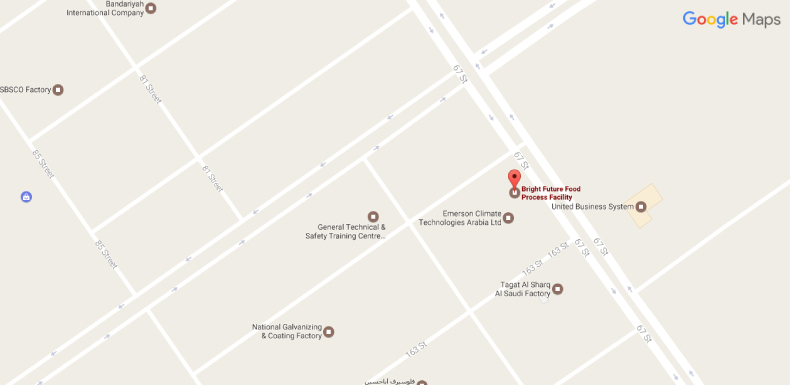 Bandariyah
International Company
Google Maps
67 St
81 Street
SBSCO Factory
85 Street
67 St
81 Street
Bright Future Food
Process Facility
United Business System
Emerson Climate
Technologies Arabia Ltd
General Technical &
Safety Training Centre...
85 Street
163 St
163 St
67 St
67 St
Taqat Al Sharq
Al Saudi Factory
National Galvanizing
& Coating Factory
67 St
163 St